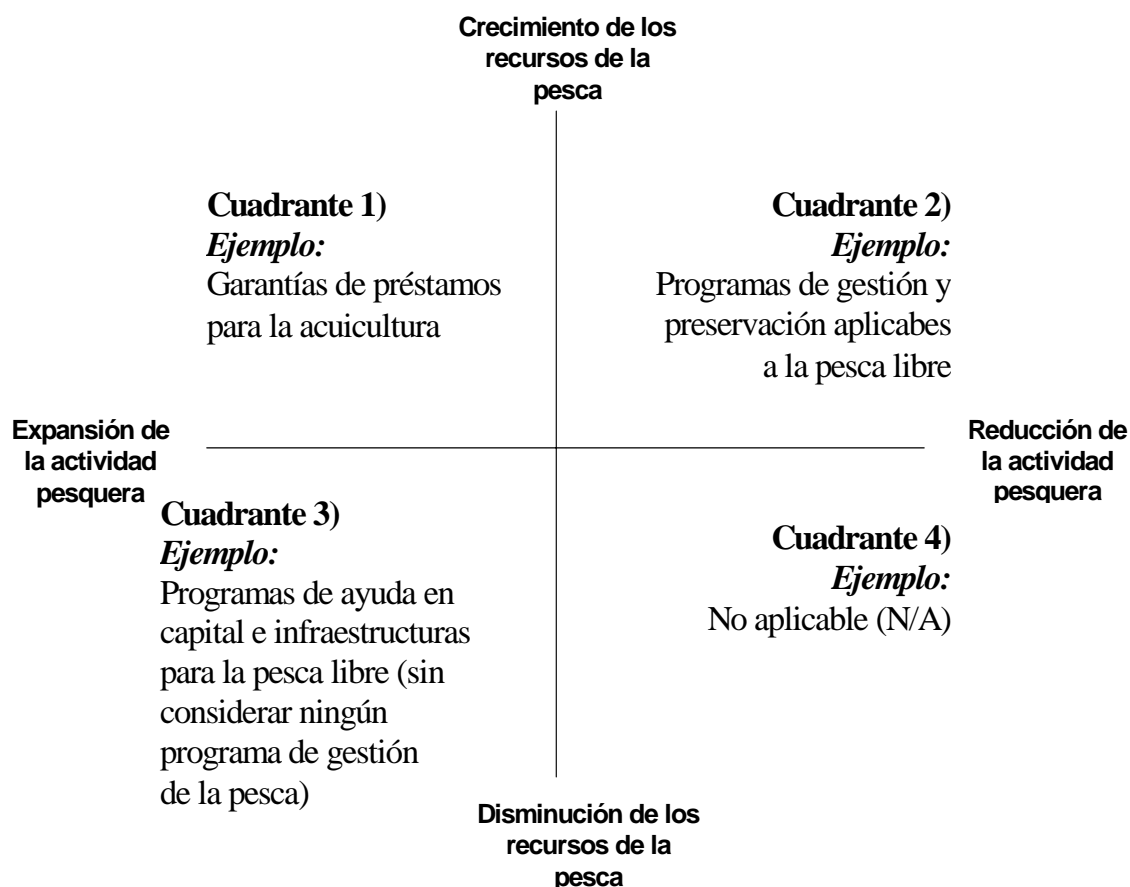 Crecimiento de los
recursos de la
pesca
Cuadrante 1)
Ejemplo:
Garantías de préstamos
para la acuicultura
Cuadrante 2)
Ejemplo:
Programas de gestión y
preservación aplicabes
a la pesca libre
Expansión de
la actividad
pesquera
Reducción de
la actividad
pesquera
Cuadrante 3)
Ejemplo:
Programas de ayuda en
capital e infraestructuras
para la pesca libre (sin
considerar ningún
programa de gestión
de la pesca)
Cuadrante 4)
Ejemplo:
No aplicable (N/A)
Disminución de los
recursos de la
pesca